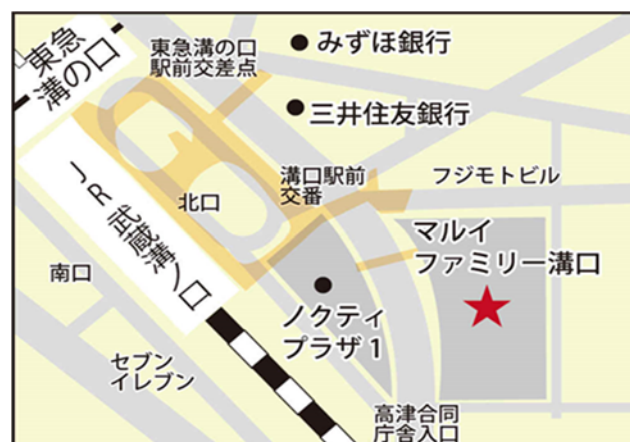 東急
溝の口
東急溝の口
駅前交差点
みずほ銀行
三井住友銀行
JR武蔵溝ノ口
北口
溝口駅前
交番
フジモトビル
マルイ
ファミリー溝口
南口
ノクティ
プラザ1
セブン
イレブン
高津合同
庁舎入口